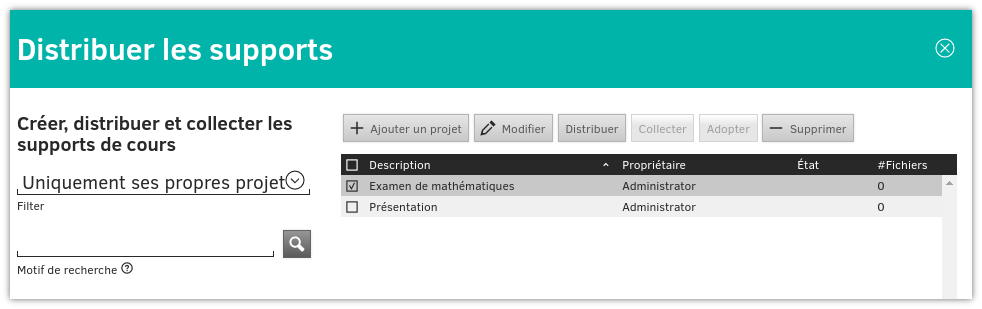 Distribuer les supports
Créer, distribuer et collecter les
supports de cours
Uniquement ses propres projet
Filter
Motif de recherche
Ajouter un projet Modifier Distribuer Collecter Adopter Supprimer
Description Propriétaire État #Fichiers
Examen de mathématiques Administrator 0
Présentation Administrator 0